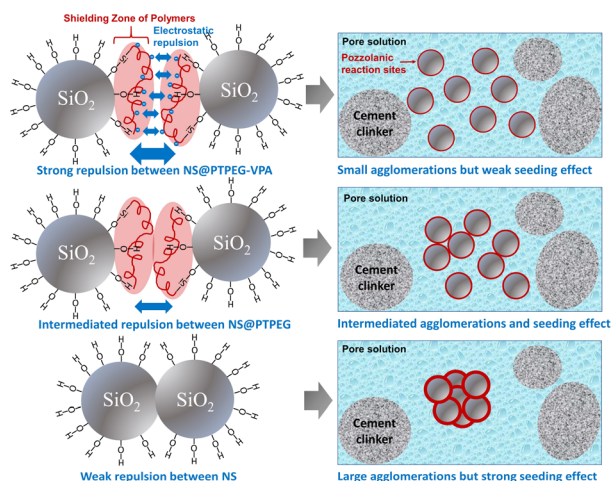 Shielding Zone of Polymers
Electrostatic
repulsion
SiO2
SiO2
Strong repulsion between NS@PTPEG-VPA
Pore solution
Pozzolanic
reaction sites
Cement
clinker
Small agglomerations but weak seeding effect
SiO2
SiO2
Intermediated repulsion between NS@PTPEG
Pore solution
Cement
clinker
Intermediated agglomerations and seeding effect
SiO2
SiO2
Weak repulsion between NS
Pore solution
Cement
clinker
Large agglomerations but strong seeding effect